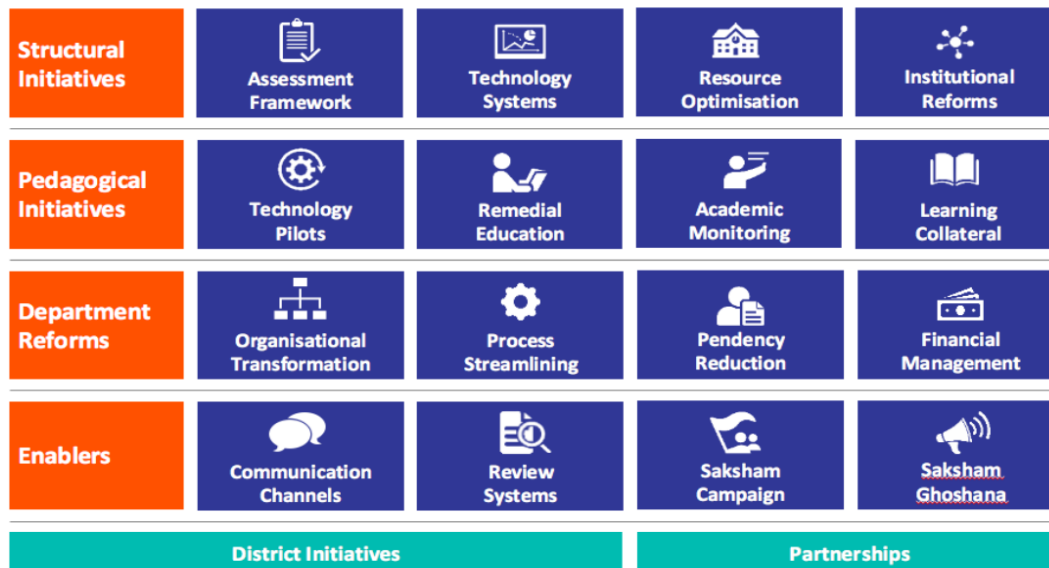 Structural
Initiatives
Assessment
Framework
Technology
Systems
Resource
Optimisation
Institutional
Reforms
Pedagogical
Initiatives
Technology
Pilots
Remedial
Education
Academic
Monitoring
Learning
Collateral
Department
Reforms
Organisational
Transformation
Process
Streamlining
Pendency
Reduction
Financial
Management
Enablers
Communication
Channels
Review
Systems
Saksham
Campaign
Saksham
Ghoshana
District Initiatives
Partnerships